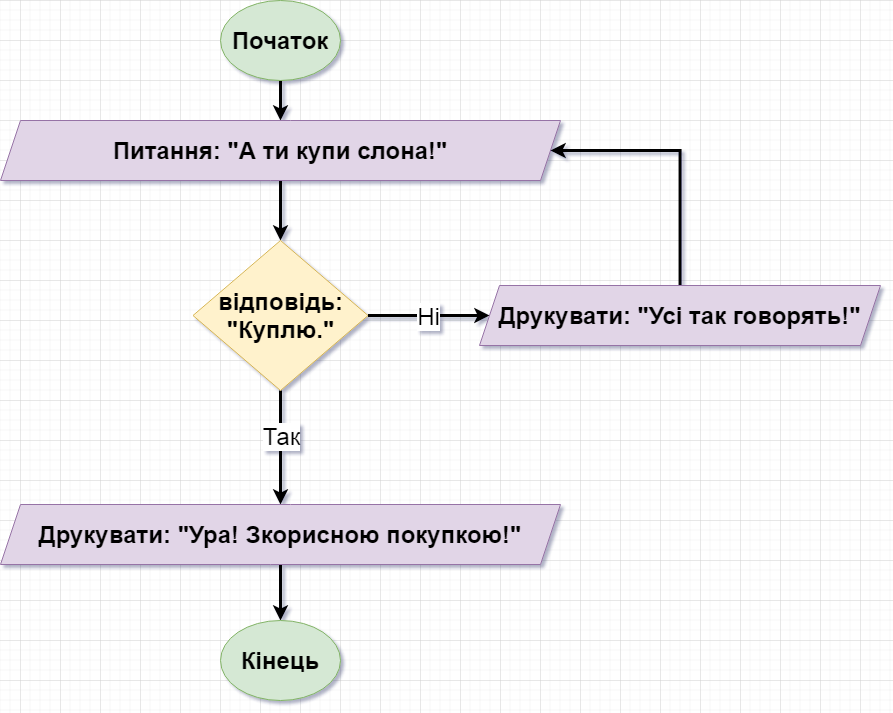 Початок
Питання: "А ти купи слона!"
відповідь:
"Куплю."
Ні
Друкувати: "Усі так говорять!"
Так
Друкувати: "Ура! Зкорисною покупкою!"
Кінець